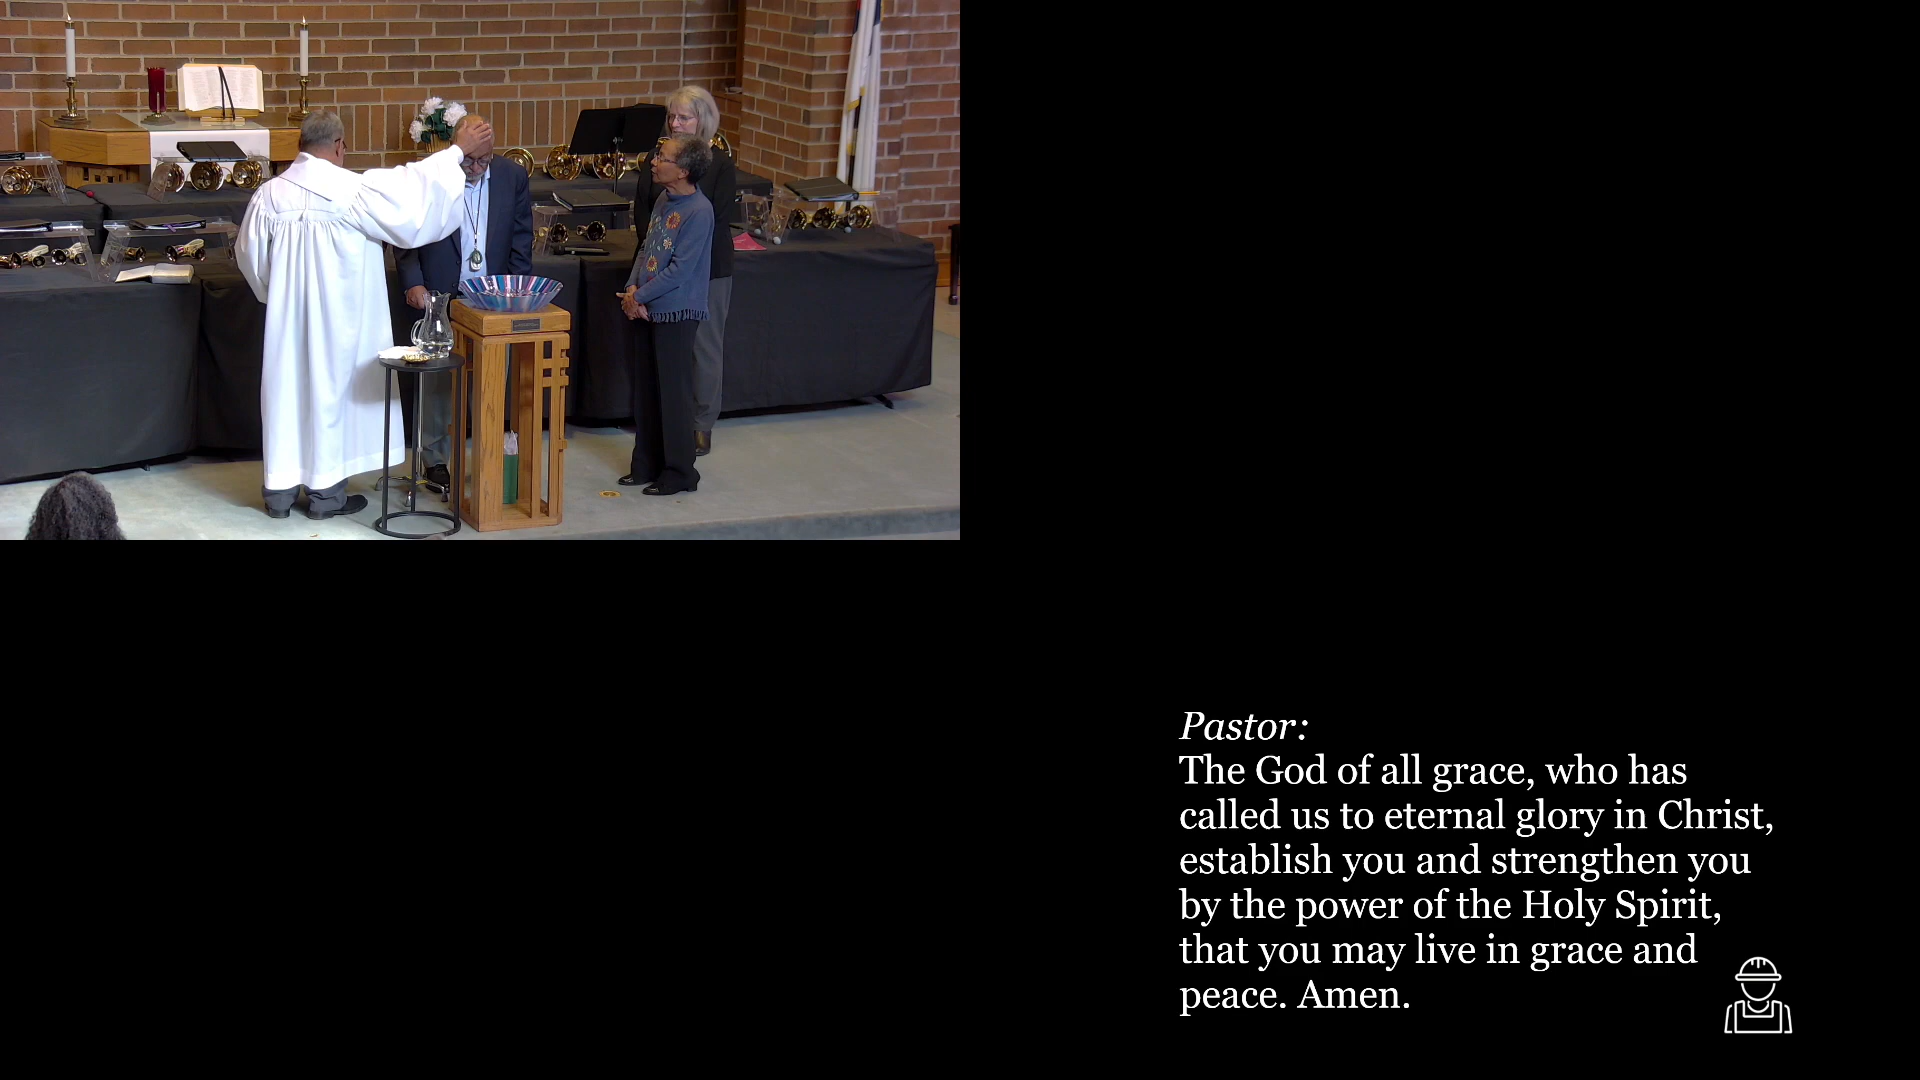 Pastor:
The God of all grace, who has
called us to eternal glory in Christ,
establish you and strengthen you
by the power of the Holy Spirit,
that you may live in grace and
peace. Amen.